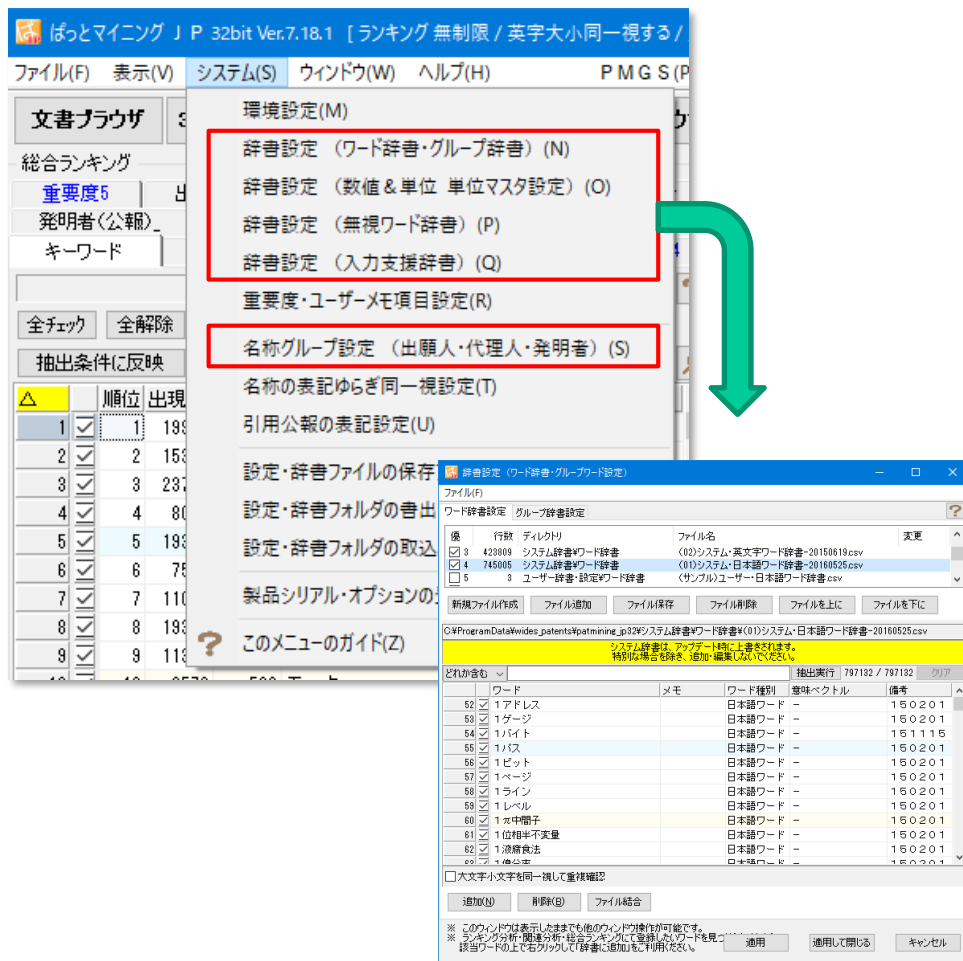 ぱっとマイニング ＪＰ 32bit Ver.7.18.1 [ ランキング 無制限 / 英字大小同一視する /
ファイル(F) 表示(V) システム(S) ウィンドウ(W) ヘルプ(H) ＰＭＧＳ(P
文書ブラウザ
総合ランキング
重要度5
発明者(公報)_
キーワード
全チェック 全解除
抽出条件に反映
△ 順位 出現
1 1
2 2
3 3
4 4
5 5
6 6
7 7
8 8
9 9
環境設定(M)
辞書設定 （ワード辞書・グループ辞書）(N)
辞書設定 （数値＆単位 単位マスタ設定）(O)
辞書設定 （無視ワード辞書）(P)
辞書設定 （入力支援辞書）(Q)
重要度・ユーザーメモ項目設定(R)
名称グループ設定 （出願人・代理人・発明者）(S)
名称の表記ゆらぎ同一視設定(T)
引用公報の表記設定(U)
設定・辞書ファイルの保存
設定・辞書フォルダの書出
設定・辞書フォルダの取込
製品シリアル・オプションの
? このメニューのガイド(Z)
辞書設定（ワード辞書・グループワード設定）
ファイル(F)
ワード辞書設定 グループ辞書設定 ?
優 行数 ディレクトリ ファイル名 変更
3 423809 システム辞書¥ワード辞書 (02)システム・英文字ワード辞書-20150619.csv
4 745005 システム辞書¥ワード辞書 (01)システム・日本語ワード辞書-20160525.csv
5 3 ユーザー辞書・設定¥ワード辞書 (サンプル)ユーザー・日本語ワード辞書.csv
新規ファイル作成 ファイル追加 ファイル保存 ファイル削除 ファイルを上に ファイルを下に
C:¥ProgramData¥wides_patents¥patmining_jp32¥システム辞書¥ワード辞書¥(01)システム・日本語ワード辞書-20160525.csv
システム辞書は、アップデート時に上書きされます。
特別な場合を除き、追加・編集しないでください。
どれか含む 抽出実行 797132 / 797132 クリア
ワード メモ ワード種別 意味ベクトル 備考
52 １アドレス 日本語ワード － １５０２０１
53 １ゲージ 日本語ワード － １５０２０１
54 １バイト 日本語ワード － １５１１１５
55 １パス 日本語ワード － １５０２０１
56 １ビット 日本語ワード － １５０２０１
57 １ページ 日本語ワード － １５０２０１
58 １ライン 日本語ワード － １５０２０１
59 １レベル 日本語ワード － １５０２０１
60 １π中間子 日本語ワード － １５０２０１
61 １位相半不変量 日本語ワード － １５０２０１
62 １液腐食法 日本語ワード － １５０２０１
大文字小文字を同一視して重複確認
追加(N) 削除(B) ファイル結合
※ このウィンドウは表示したままでも他のウィンドウ操作が可能です。
※ ランキング分析・関連分析・総合ランキングにて登録したいワードを見つ
該当ワードの上で右クリックして「辞書に追加」をご利用ください。
適用 適用して閉じる キャンセル